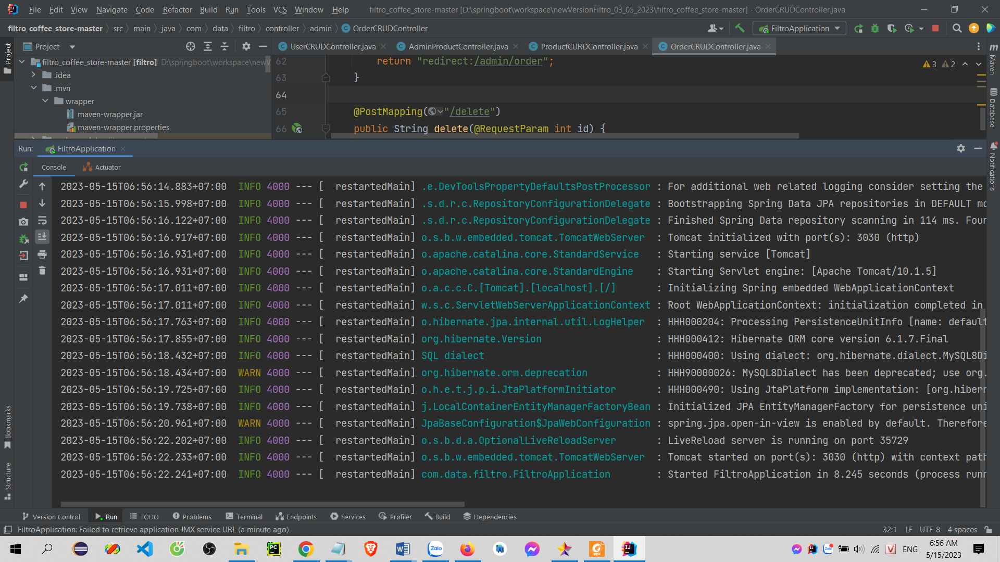 File Edit View Navigate Code Refactor Build Run Tools VCS Window Help filtro_coffee_store-master [D:\springboot\workspace\newVersionFiltro_03_05_2023\filtro_coffee_store-master] - OrderCRUDController.java
filtro_coffee_store-master src main java com data filtro controller admin OrderCRUDController FiltroApplication
Project UserCRUDController.java AdminProductController.java ProductCURDController.java OrderCRUDController.java
Project
Maven
Database
Notifications
filtro_coffee_store-master [filtro] D:\springboot\workspace\newV
.idea
.mvn
wrapper
maven-wrapper.jar
maven-wrapper.properties
62 return "redirect:/admin/order";
63 }
64
65 @PostMapping("/delete")
66 public String delete(@RequestParam int id) {
3 2
Run: FiltroApplication
Console Actuator
2023-05-15T06:56:14.883+07:00 INFO 4000 --- [ restartedMain] .e.DevToolsPropertyDefaultsPostProcessor : For additional web related logging consider setting the
2023-05-15T06:56:15.998+07:00 INFO 4000 --- [ restartedMain] .s.d.r.c.RepositoryConfigurationDelegate : Bootstrapping Spring Data JPA repositories in DEFAULT mo
2023-05-15T06:56:16.122+07:00 INFO 4000 --- [ restartedMain] .s.d.r.c.RepositoryConfigurationDelegate : Finished Spring Data repository scanning in 114 ms. Foun
2023-05-15T06:56:16.917+07:00 INFO 4000 --- [ restartedMain] o.s.b.w.embedded.tomcat.TomcatWebServer : Tomcat initialized with port(s): 3030 (http)
2023-05-15T06:56:16.931+07:00 INFO 4000 --- [ restartedMain] o.apache.catalina.core.StandardService : Starting service [Tomcat]
2023-05-15T06:56:16.931+07:00 INFO 4000 --- [ restartedMain] o.apache.catalina.core.StandardEngine : Starting Servlet engine: [Apache Tomcat/10.1.5]
2023-05-15T06:56:17.011+07:00 INFO 4000 --- [ restartedMain] o.a.c.c.C.[Tomcat].[localhost].[/] : Initializing Spring embedded WebApplicationContext
2023-05-15T06:56:17.011+07:00 INFO 4000 --- [ restartedMain] w.s.c.ServletWebServerApplicationContext : Root WebApplicationContext: initialization completed in
2023-05-15T06:56:17.763+07:00 INFO 4000 --- [ restartedMain] o.hibernate.jpa.internal.util.LogHelper : HHH000204: Processing PersistenceUnitInfo [name: default
2023-05-15T06:56:17.855+07:00 INFO 4000 --- [ restartedMain] org.hibernate.Version : HHH000412: Hibernate ORM core version 6.1.7.Final
2023-05-15T06:56:18.432+07:00 INFO 4000 --- [ restartedMain] SQL dialect : HHH000400: Using dialect: org.hibernate.dialect.MySQL8Di
2023-05-15T06:56:18.434+07:00 WARN 4000 --- [ restartedMain] org.hibernate.orm.deprecation : HHH90000026: MySQL8Dialect has been deprecated; use org.
2023-05-15T06:56:19.725+07:00 INFO 4000 --- [ restartedMain] o.h.e.t.j.p.i.JtaPlatformInitiator : HHH000490: Using JtaPlatform implementation: [org.hibern
2023-05-15T06:56:19.738+07:00 INFO 4000 --- [ restartedMain] j.LocalContainerEntityManagerFactoryBean : Initialized JPA EntityManagerFactory for persistence uni
2023-05-15T06:56:20.961+07:00 WARN 4000 --- [ restartedMain] JpaBaseConfiguration$JpaWebConfiguration : spring.jpa.open-in-view is enabled by default. Therefore
2023-05-15T06:56:22.202+07:00 INFO 4000 --- [ restartedMain] o.s.b.d.a.OptionalLiveReloadServer : LiveReload server is running on port 35729
2023-05-15T06:56:22.233+07:00 INFO 4000 --- [ restartedMain] o.s.b.w.embedded.tomcat.TomcatWebServer : Tomcat started on port(s): 3030 (http) with context path
2023-05-15T06:56:22.241+07:00 INFO 4000 --- [ restartedMain] com.data.filtro.FiltroApplication : Started FiltroApplication in 8.245 seconds (process runn
Bookmarks
Structure
Version Control Run TODO Problems Terminal Endpoints Services Profiler Build Dependencies
FiltroApplication: Failed to retrieve application JMX service URL (a minute ago) 32:1 LF UTF-8 4 spaces
ENG 6:56 AM
5/15/2023